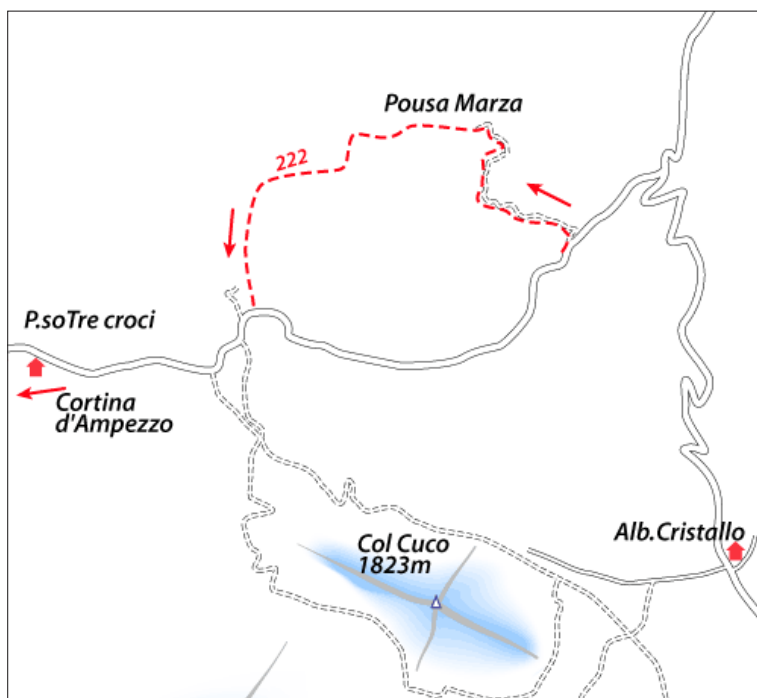 Pousa Marza
222
P.soTre croci
Cortina
d'Ampezzo
Alb.Cristallo
Col Cuco
1823m